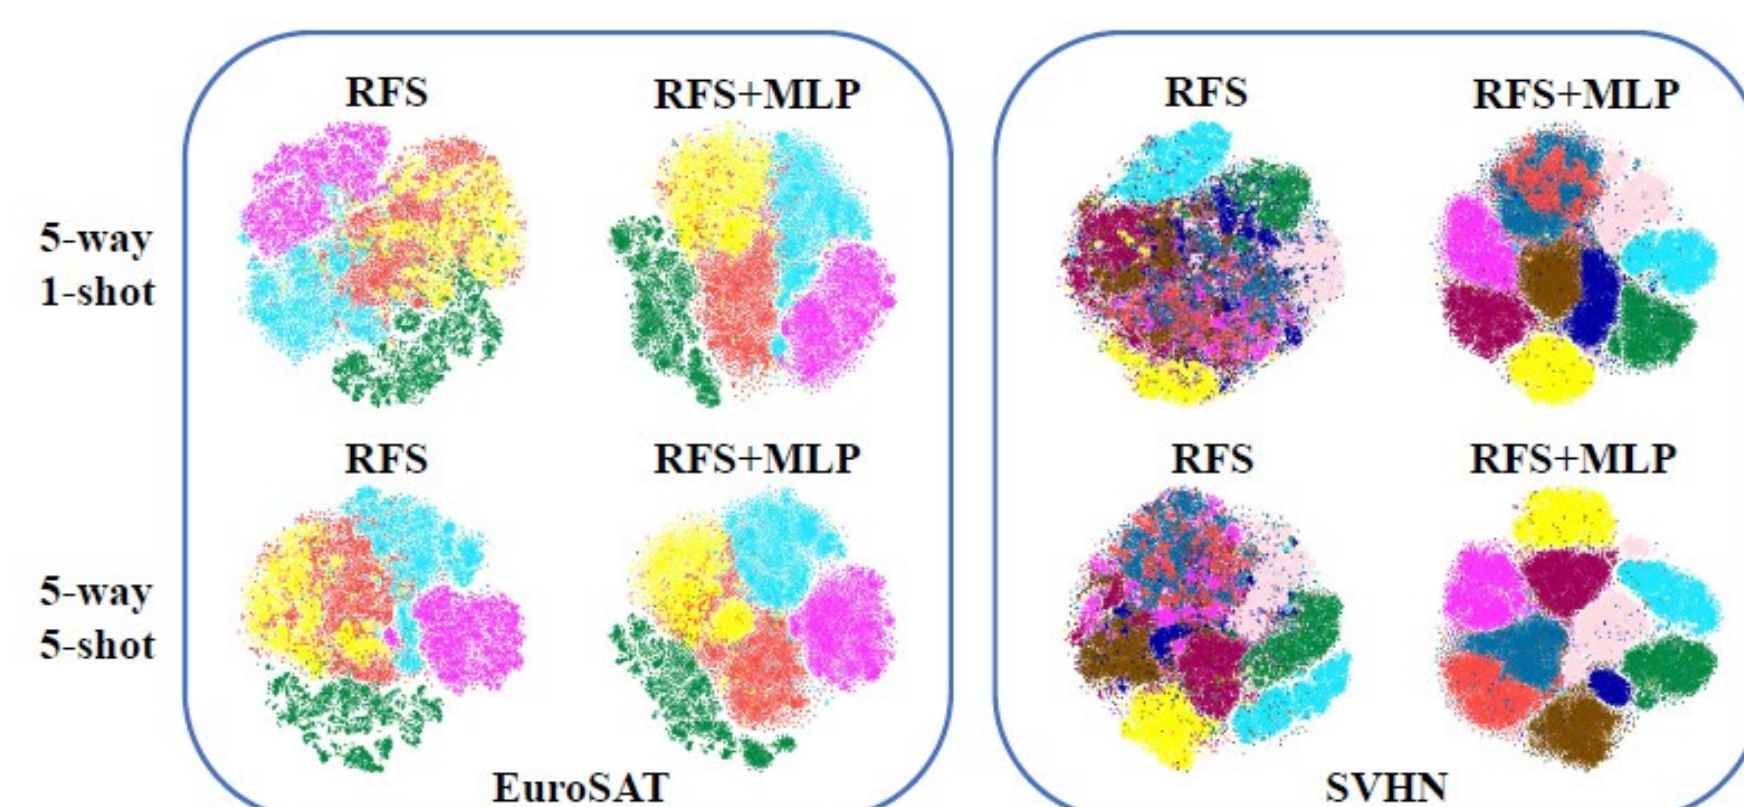 RFS
RFS+MLP
RFS
RFS+MLP
5-way
1-shot
RFS
RFS+MLP
RFS
RFS+MLP
5-way
5-shot
EuroSAT
SVHN